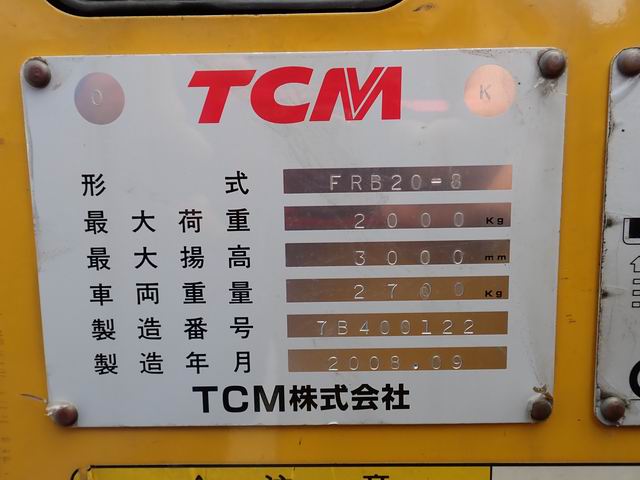 O TCM K
形式 FRB20-8
最大荷重 2000 Kg
最大揚高 3000 mm
車両重量 2700 Kg
製造番号 7B400122
製造年月 2008.09
TCM株式会社
注意